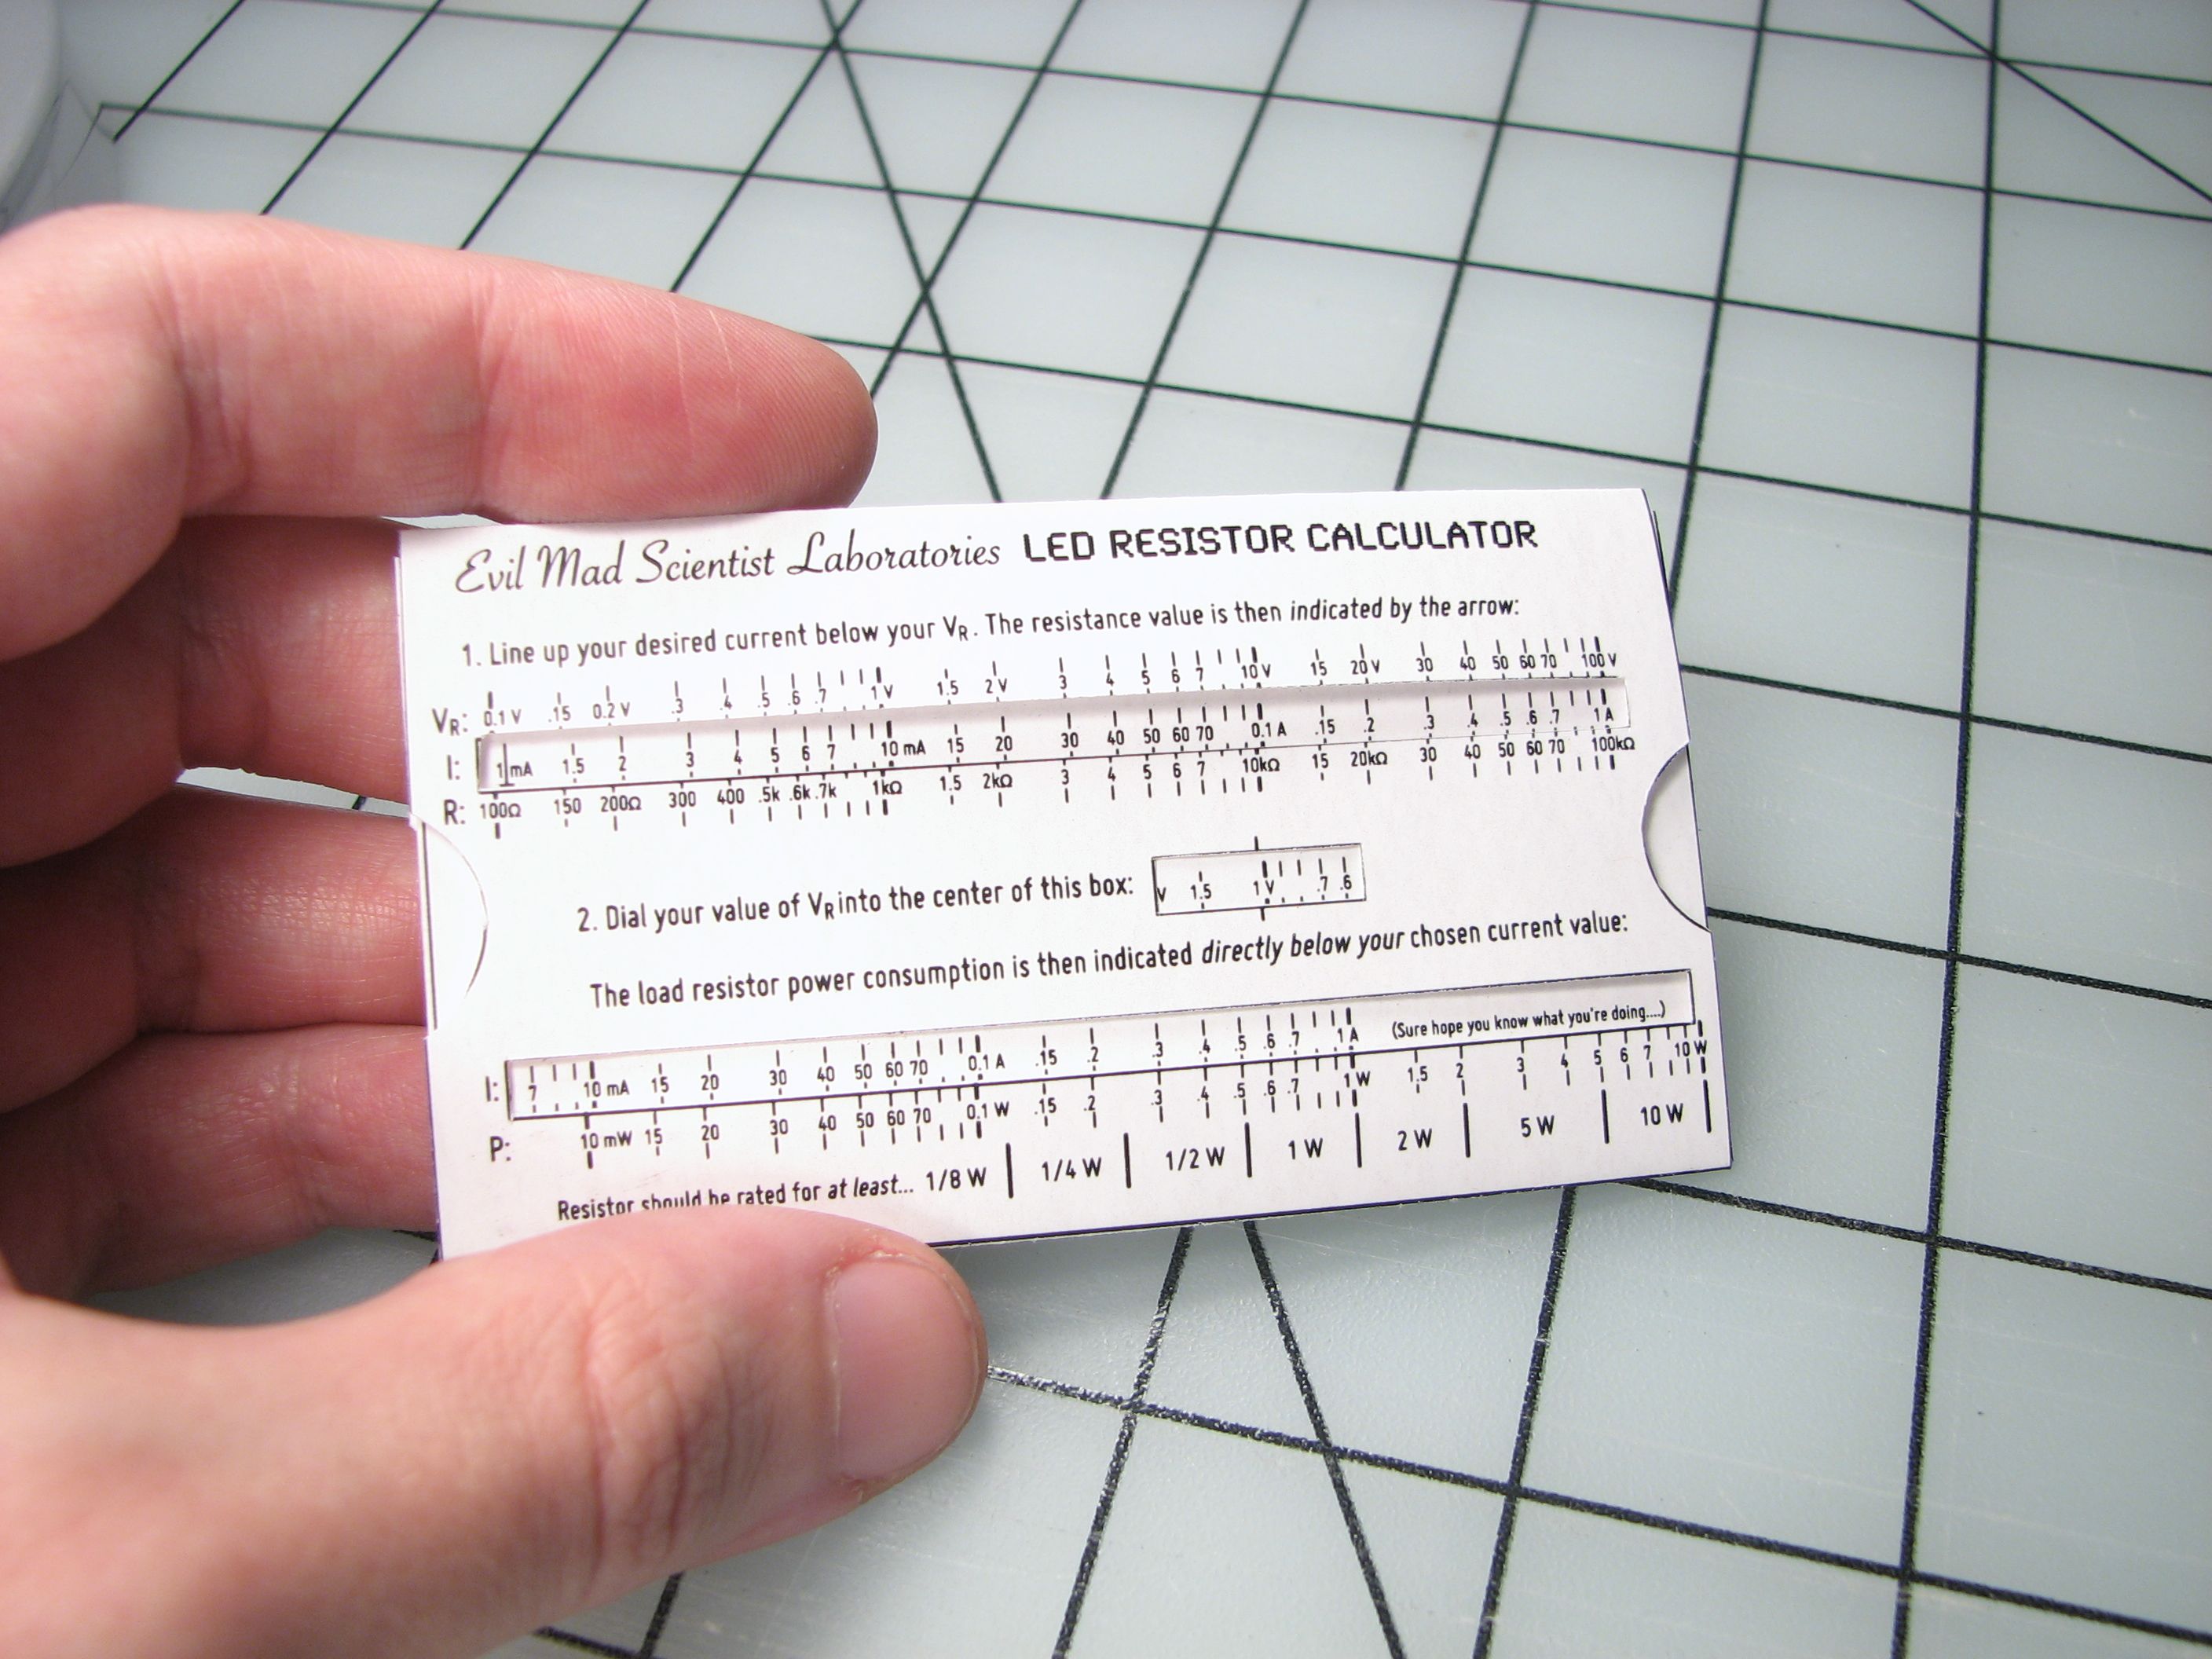 Evil Mad Scientist Laboratories LED RESISTOR CALCULATOR
1. Line up your desired current below your VR. The resistance value is then indicated by the arrow:
VR: 0.1 V .15 0.2 V .3 .4 .5 .6 .7 1 V 1.5 2 V 3 4 5 6 7 10 V 15 20 V 30 40 50 60 70 100 V
I: 1 mA 1.5 2 3 4 5 6 7 10 mA 15 20 30 40 50 60 70 0.1 A .15 .2 .3 .4 .5 .6 .7 1 A
R: 100Ω 150 200Ω 300 400 .5k .6k .7k 1kΩ 1.5 2kΩ 3 4 5 6 7 10kΩ 15 20kΩ 30 40 50 60 70 100kΩ
2. Dial your value of VR into the center of this box: V 1.5 1 V .7 .6
The load resistor power consumption is then indicated directly below your chosen current value:
(Sure hope you know what you're doing....)
I: 7 10 mA 15 20 30 40 50 60 70 0.1 A .15 .2 .3 .4 .5 .6 .7 1 A
P: 10 mW 15 20 30 40 50 60 70 0.1 W .15 .2 .3 .4 .5 .6 .7 1 W 1.5 2 3 4 5 6 7 10 W
Resistor should be rated for at least... 1/8 W 1/4 W 1/2 W 1 W 2 W 5 W 10 W